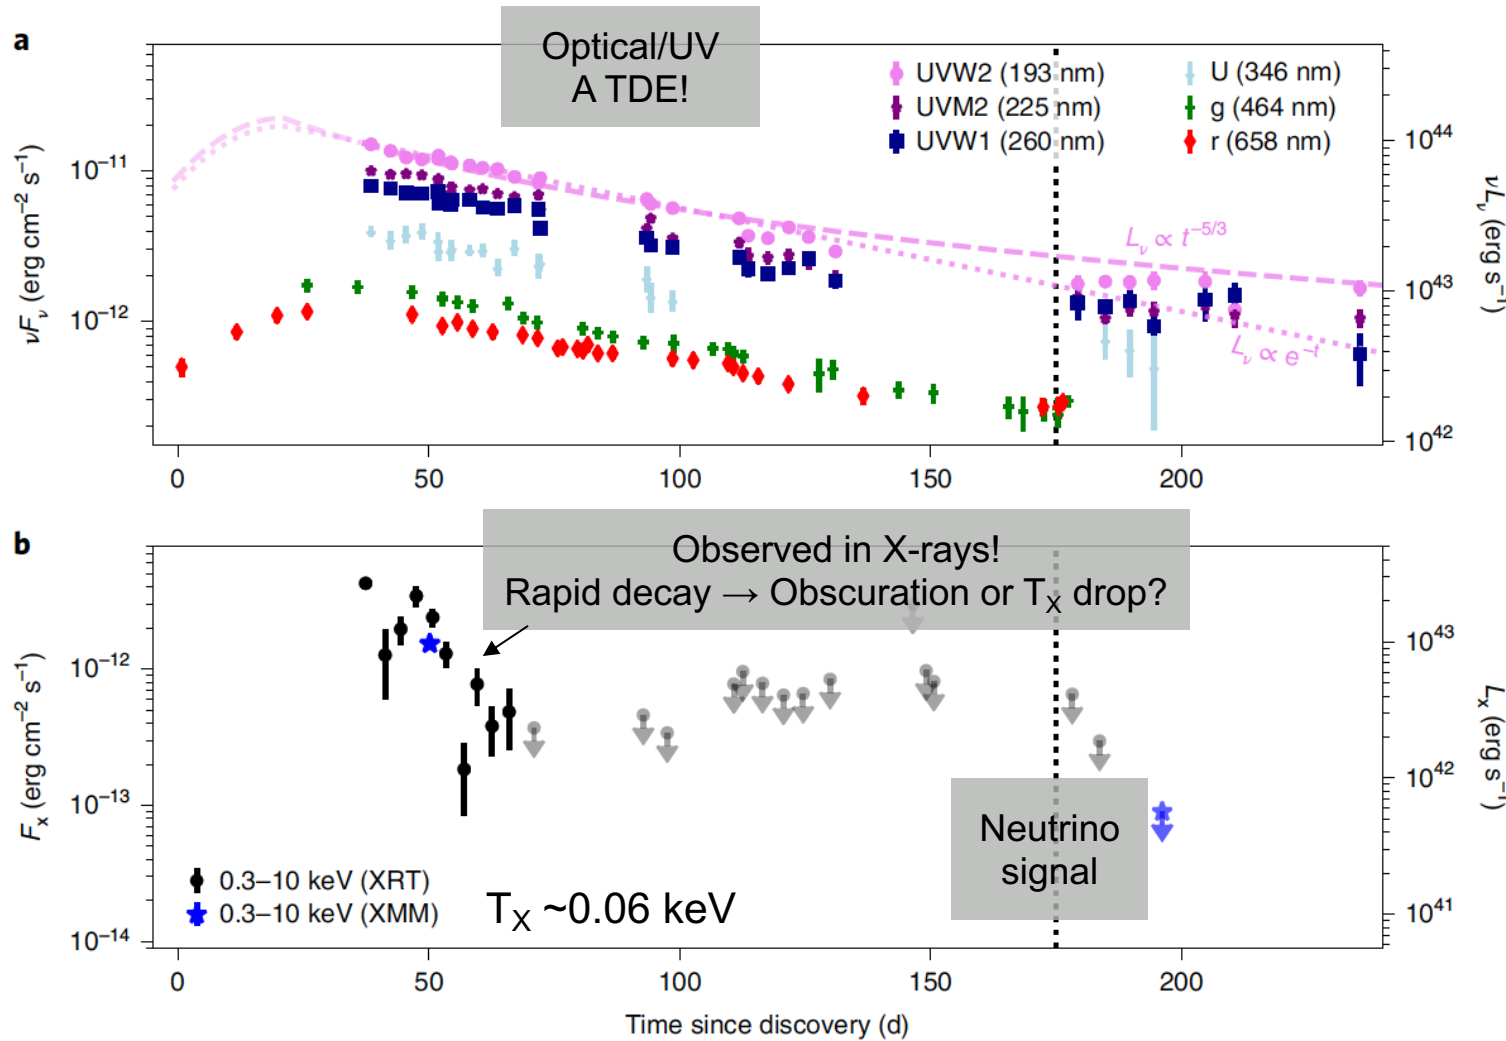 a
Optical/UV
A TDE!
UVW2 (193 nm)
UVM2 (225 nm)
UVW1 (260 nm)
U (346 nm)
g (464 nm)
r (658 nm)
10⁻¹¹
10⁻¹²
νFᵥ (erg cm⁻² s⁻¹)
10⁴⁴
10⁴³
10⁴²
νLᵥ (erg s⁻¹)
Lᵥ ∝ t⁻⁵/³
Lᵥ ∝ e⁻ᵗ
0 50 100 150 200
b
Observed in X-rays!
Rapid decay → Obscuration or Tₓ drop?
10⁻¹²
10⁻¹³
10⁻¹⁴
Fₓ (erg cm⁻² s⁻¹)
10⁴³
10⁴²
10⁴¹
Lₓ (erg s⁻¹)
Neutrino
signal
0.3–10 keV (XRT)
0.3–10 keV (XMM)
Tₓ ~0.06 keV
0 50 100 150 200
Time since discovery (d)